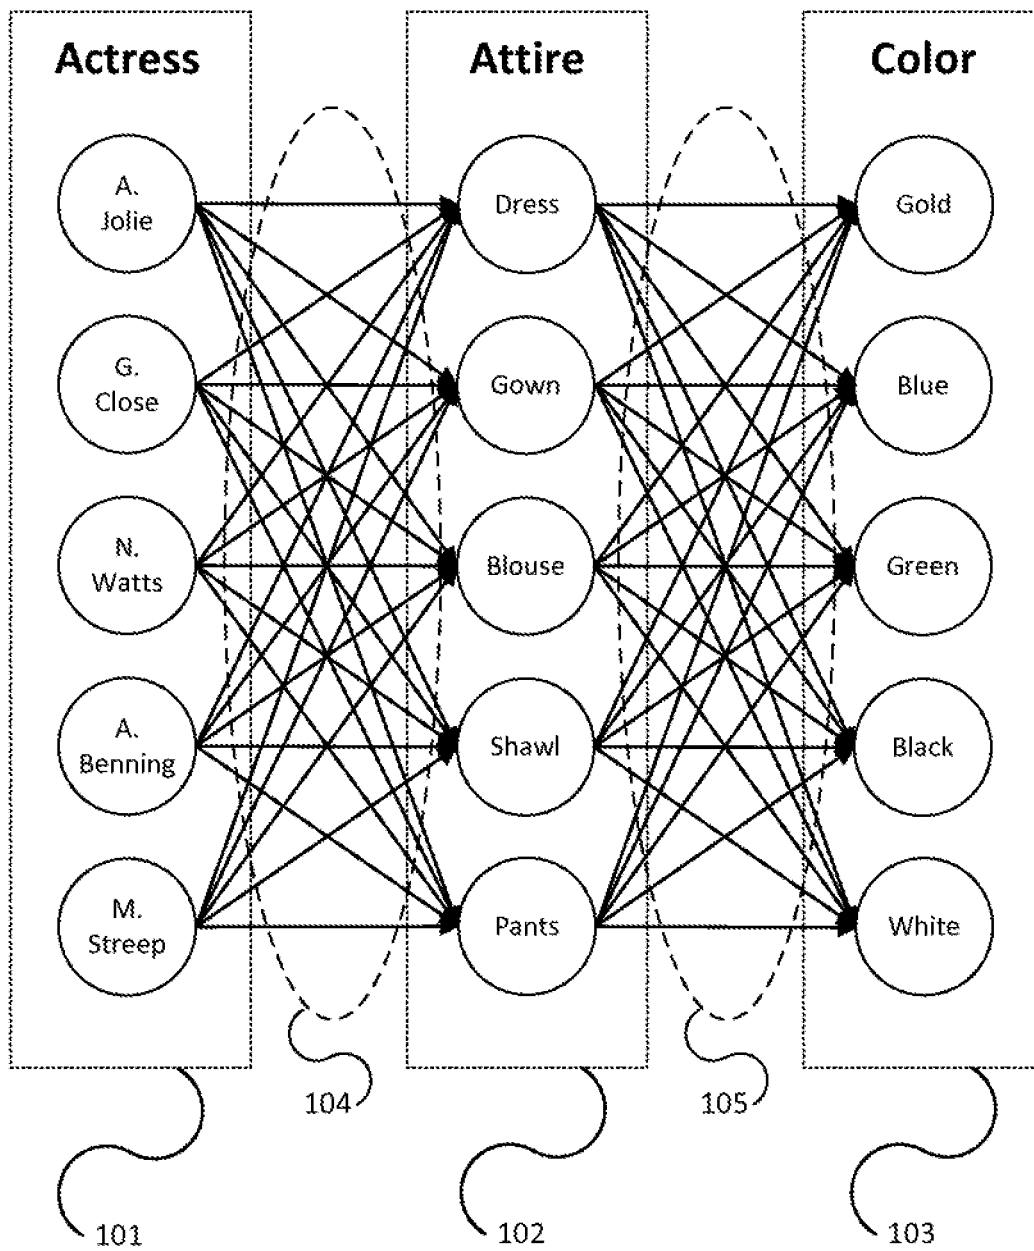 Actress
Attire
Color
A.
Jolie
Dress
Gold
G.
Close
Gown
Blue
N.
Watts
Blouse
Green
A.
Benning
Shawl
Black
M.
Streep
Pants
White
104
105
101
102
103